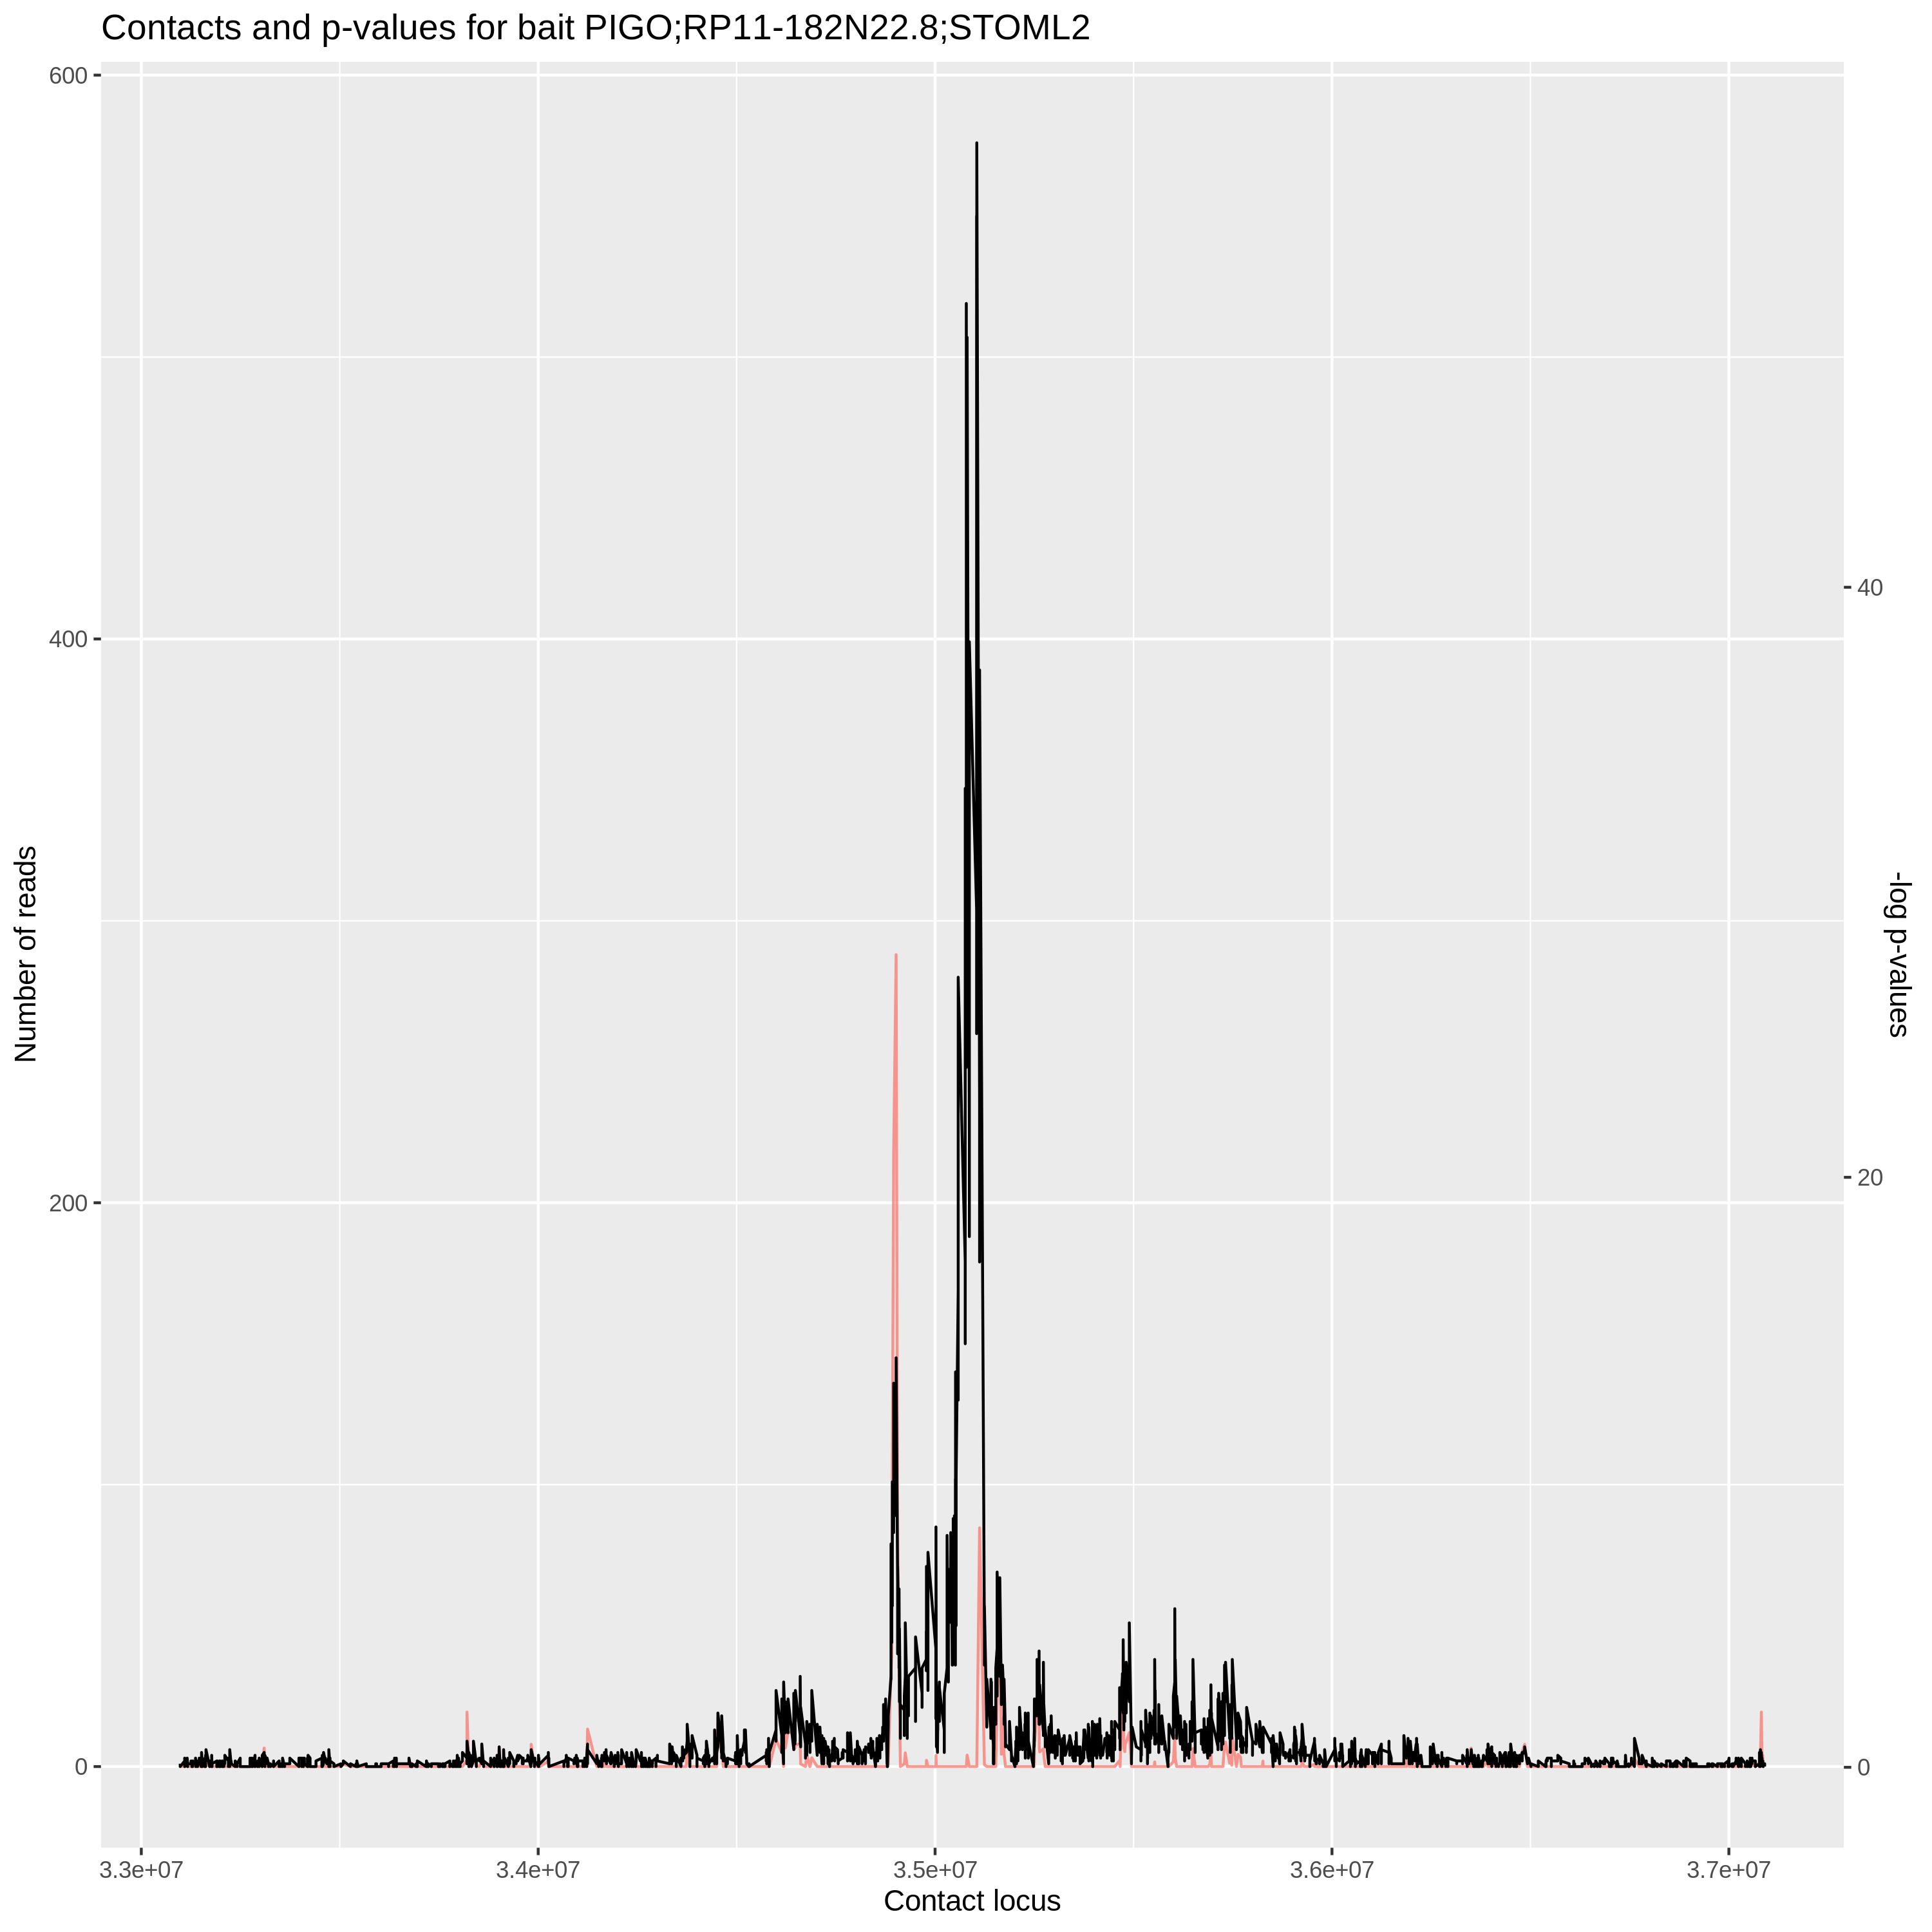 Contacts and p-values for bait PIGO;RP11-182N22.8;STOML2
600
400
200
0
Number of reads
40
20
0
-log p-values
3.3e+07 3.4e+07 3.5e+07 3.6e+07 3.7e+07
Contact locus